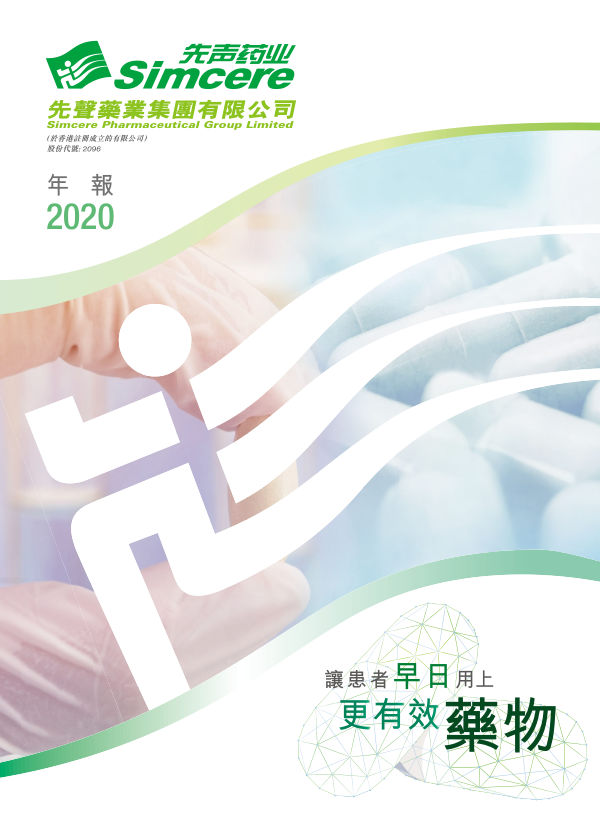 先声药业
Simcere
先聲藥業集團有限公司
Simcere Pharmaceutical Group Limited
(於香港註冊成立的有限公司)
股份代號: 2096
年 報
2020
讓患者早日用上
更有效藥物